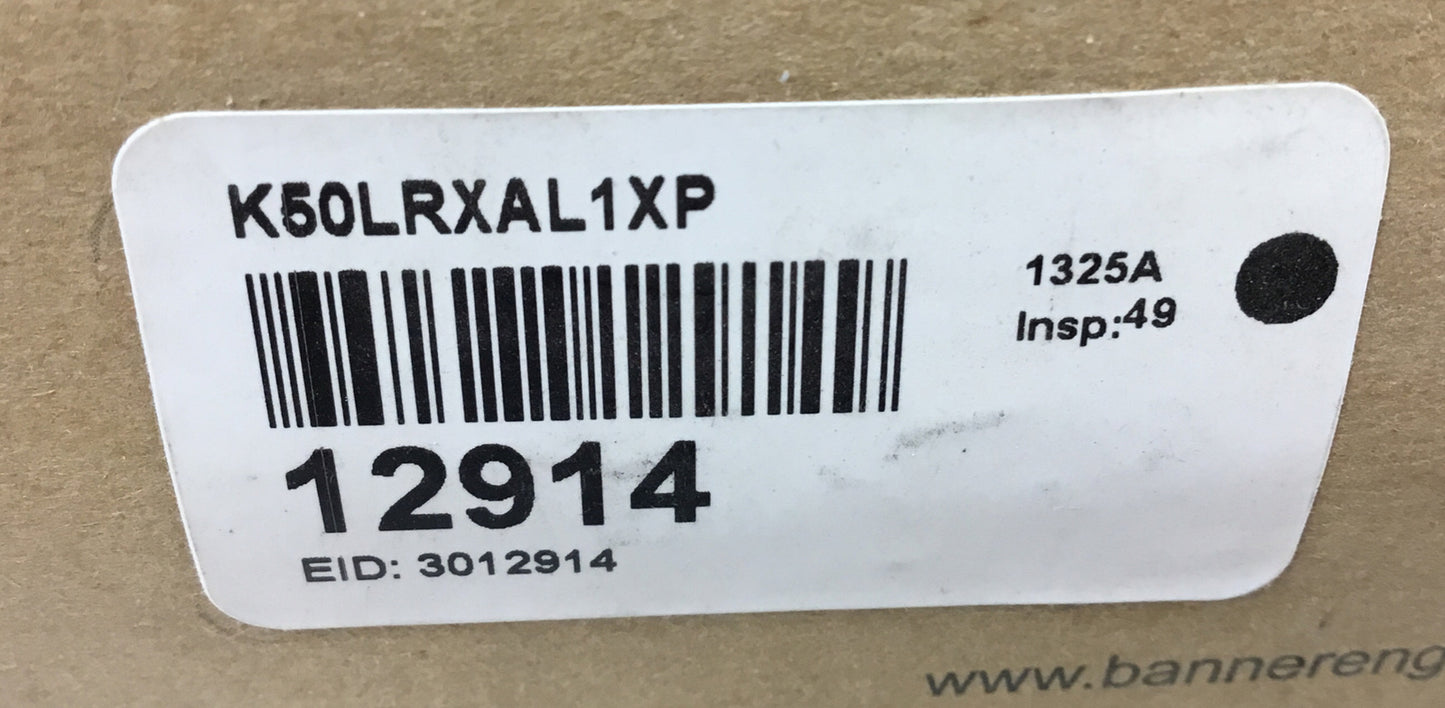 K50LRXAL1XP
1325A
Insp:49
12914
EID: 3012914
www.bannereng